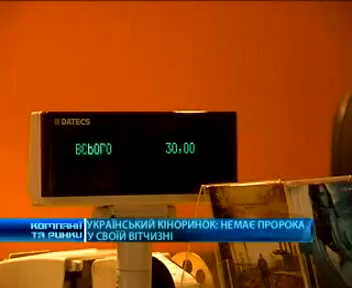 DATECS
ВСЬОГО 30,00
КОМПАНІЇ
ТА РИНКИ
УКРАЇНСЬКИЙ КІНОРИНОК: НЕМАЄ ПРОРОКА
У СВОЇЙ ВІТЧИЗНІ